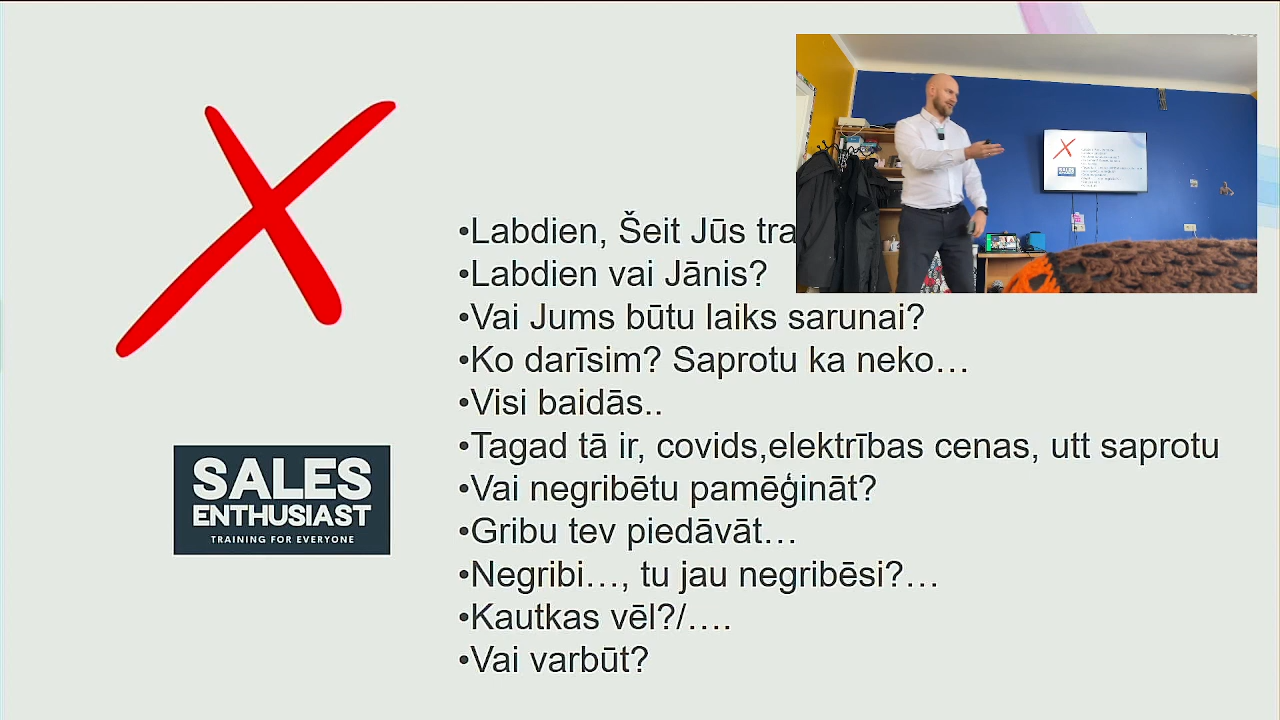 •Labdien, Šeit Jūs
•Labdien vai Jānis?
•Vai Jums būtu laiks sarunai?
•Ko darīsim? Saprotu ka neko…
•Visi baidās..
•Tagad tā ir, covids,elektrības cenas, utt saprotu
•Vai negribētu pamēģināt?
•Gribu tev piedāvāt…
•Negribi…, tu jau negribēsi?…
•Kautkas vēl?/….
•Vai varbūt?
SALES
ENTHUSIAST
TRAINING FOR EVERYONE